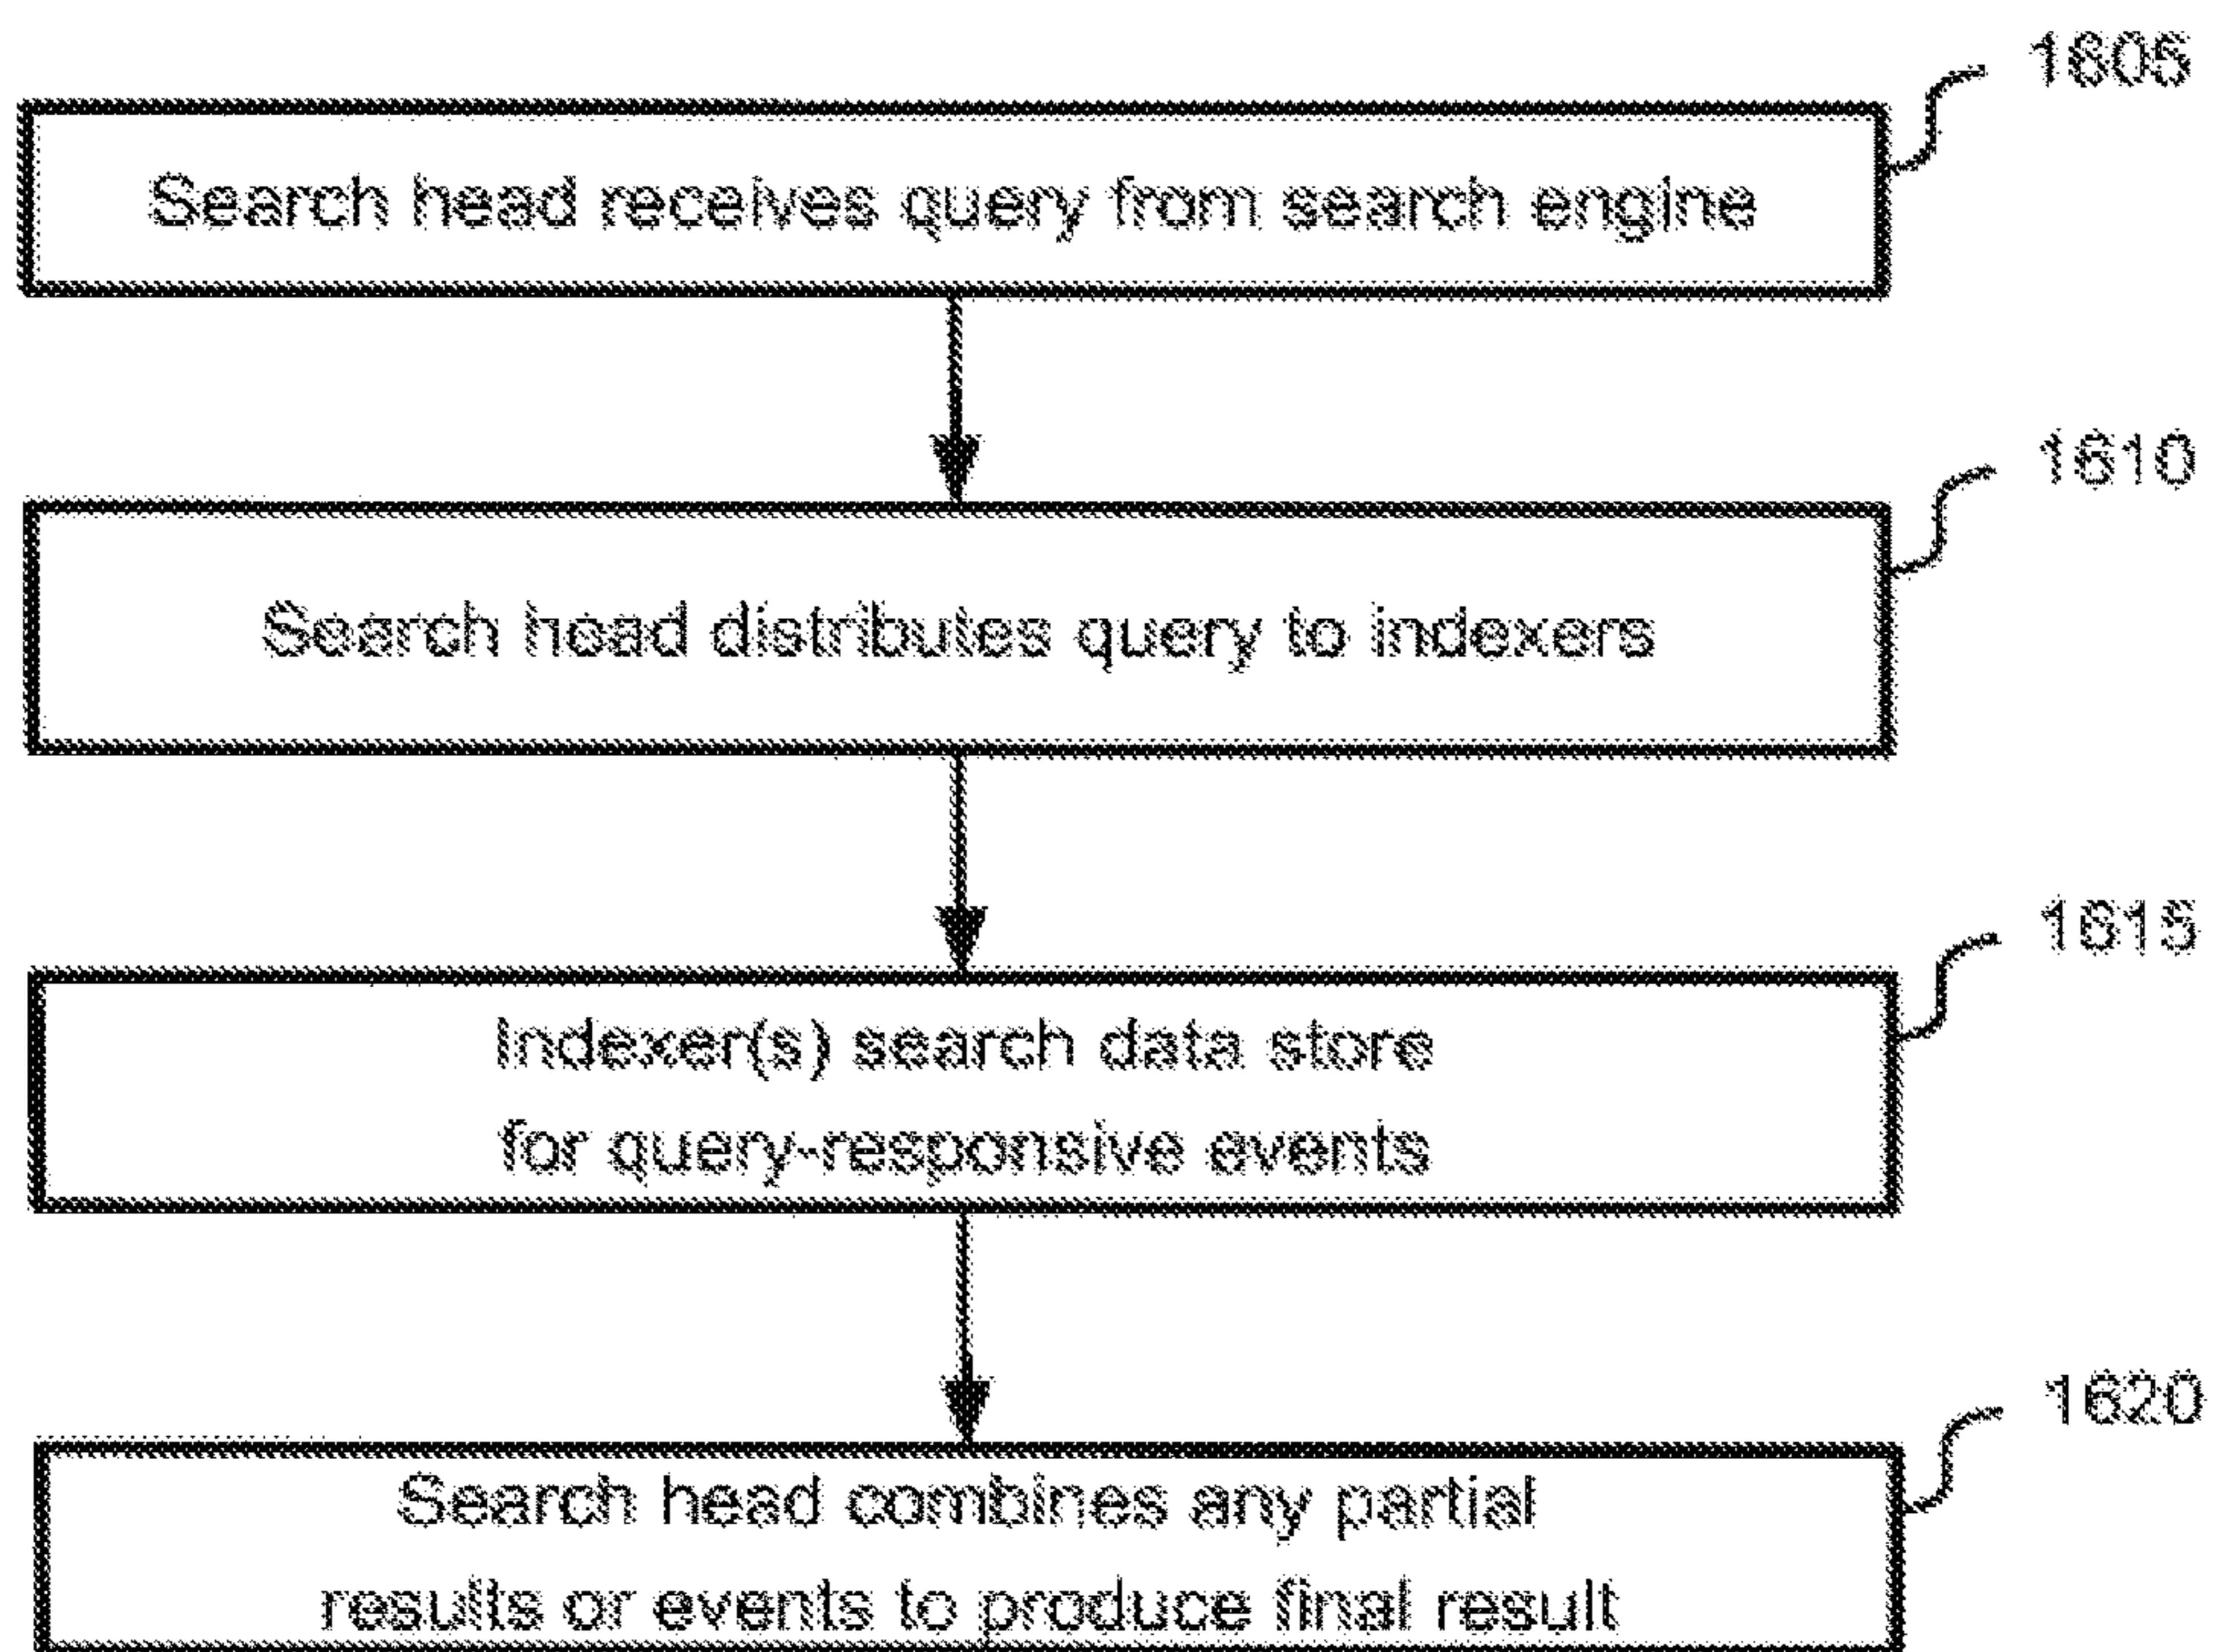 1605
Search head receives query from search engine
1610
Search head distributes query to indexers
1615
Indexer(s) search data store
for query-responsive events
1620
Search head combines any partial
results or events to produce final result